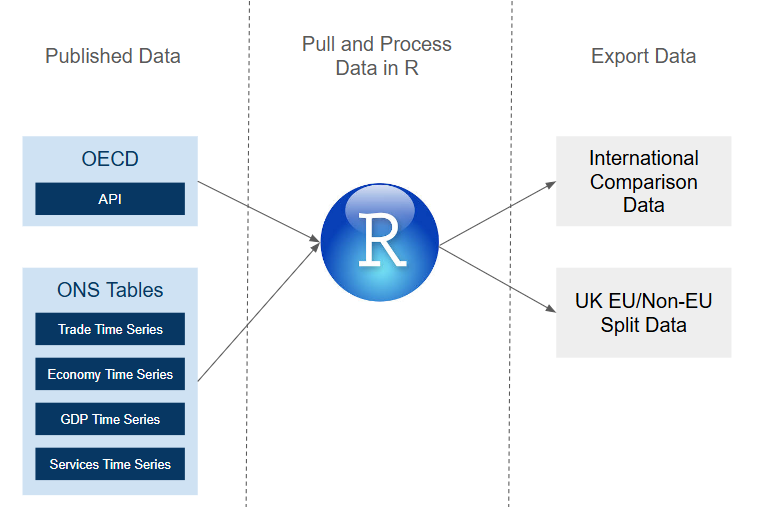 Published Data
Pull and Process
Data in R
Export Data
OECD
API
ONS Tables
Trade Time Series
Economy Time Series
GDP Time Series
Services Time Series
R
International
Comparison
Data
UK EU/Non-EU
Split Data